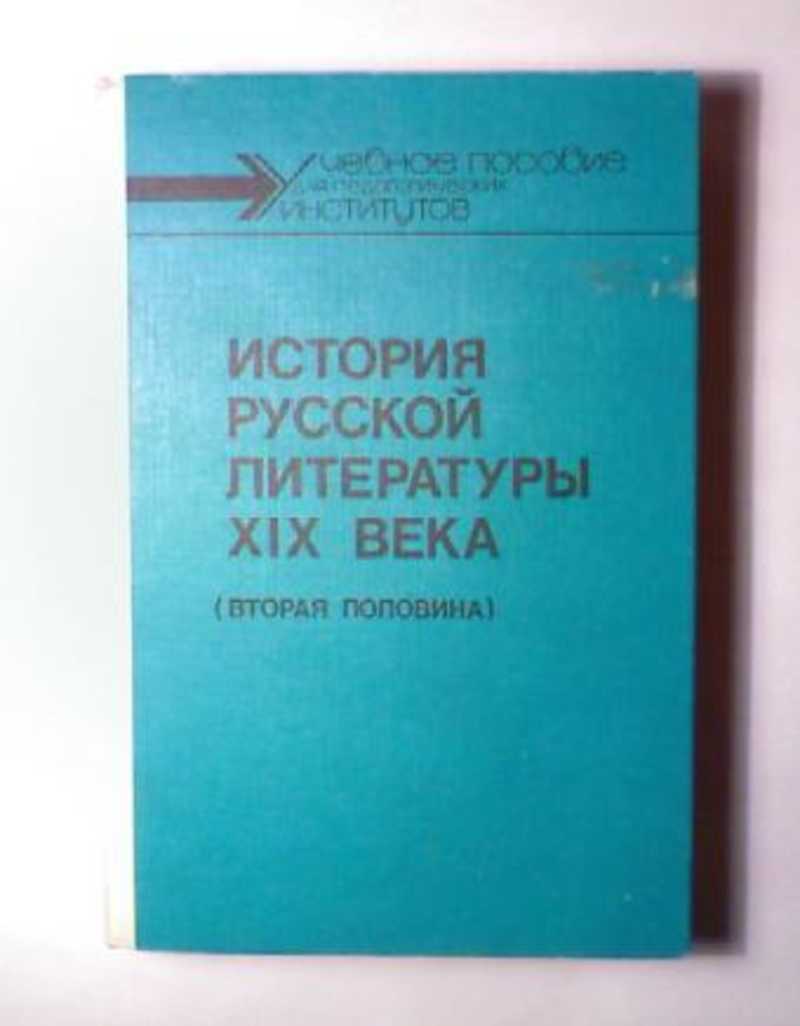 Учебное пособие
для педагогических
институтов
ИСТОРИЯ
РУССКОЙ
ЛИТЕРАТУРЫ
XIX ВЕКА
(ВТОРАЯ ПОЛОВИНА)